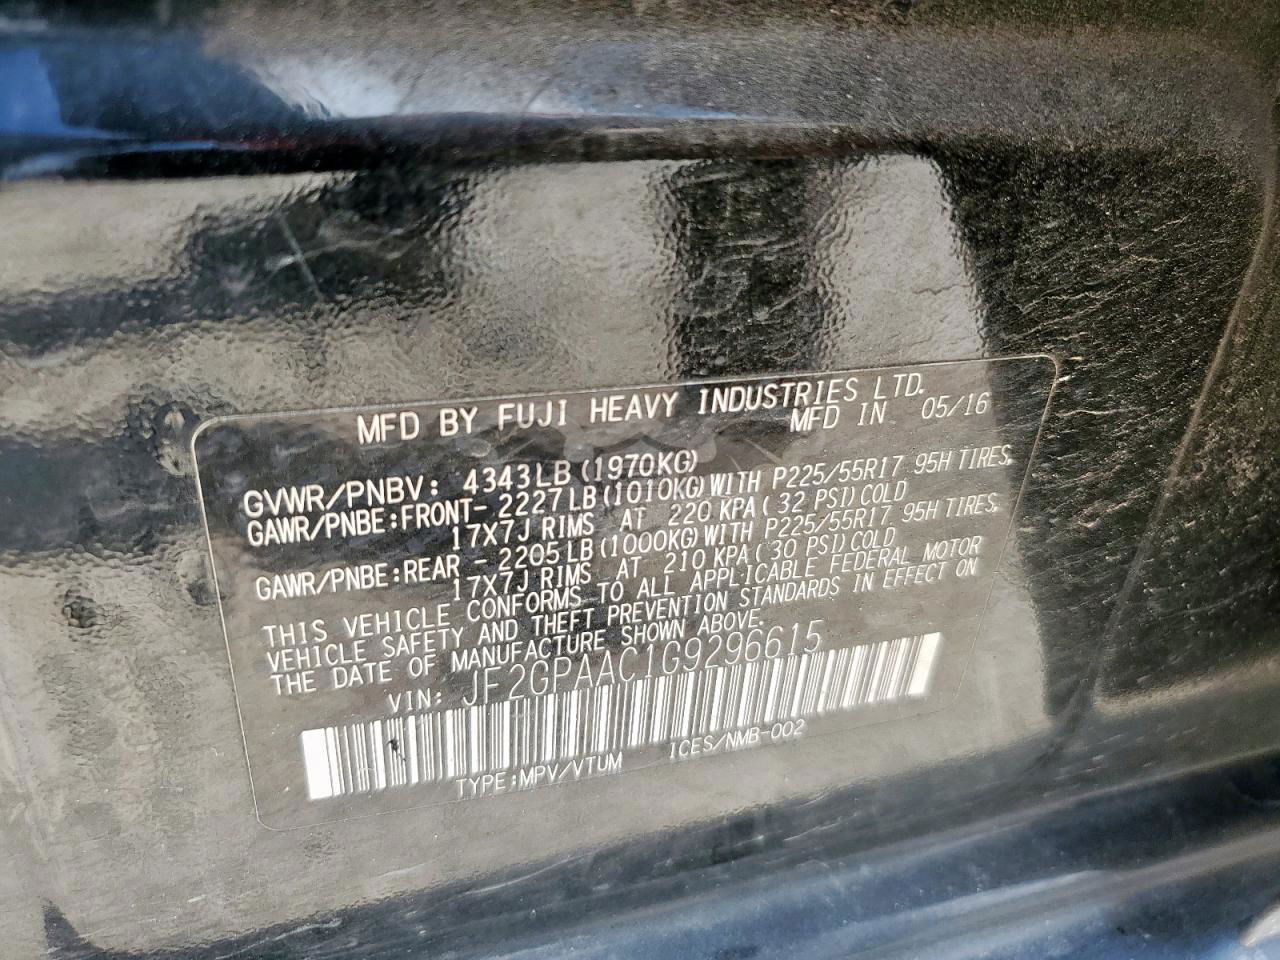 MFD BY FUJI HEAVY INDUSTRIES LTD.
MFD IN 05/16
GVWR/PNBV: 4343LB(1970KG)
GAWR/PNBE:FRONT- 2227LB(1010KG)WITH P225/55R17 95H TIRES,
17X7J RIMS AT 220 KPA(32 PSI)COLD
GAWR/PNBE:REAR - 2205LB(1000KG)WITH P225/55R17 95H TIRES,
17X7J RIMS AT 210 KPA(30 PSI)COLD
THIS VEHICLE CONFORMS TO ALL APPLICABLE FEDERAL MOTOR
VEHICLE SAFETY AND THEFT PREVENTION STANDARDS IN EFFECT ON
THE DATE OF MANUFACTURE SHOWN ABOVE.
VIN: JF2GPAAC1G9296615
TYPE:MPV/VTUM ICES/NMB-002